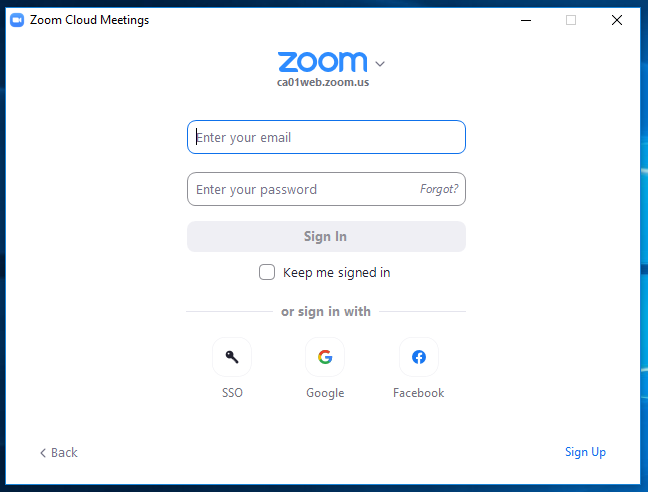 Zoom Cloud Meetings
zoom
ca01web.zoom.us
Enter your email
Enter your password
Forgot?
Sign In
Keep me signed in
or sign in with
SSO
Google
Facebook
Back
Sign Up